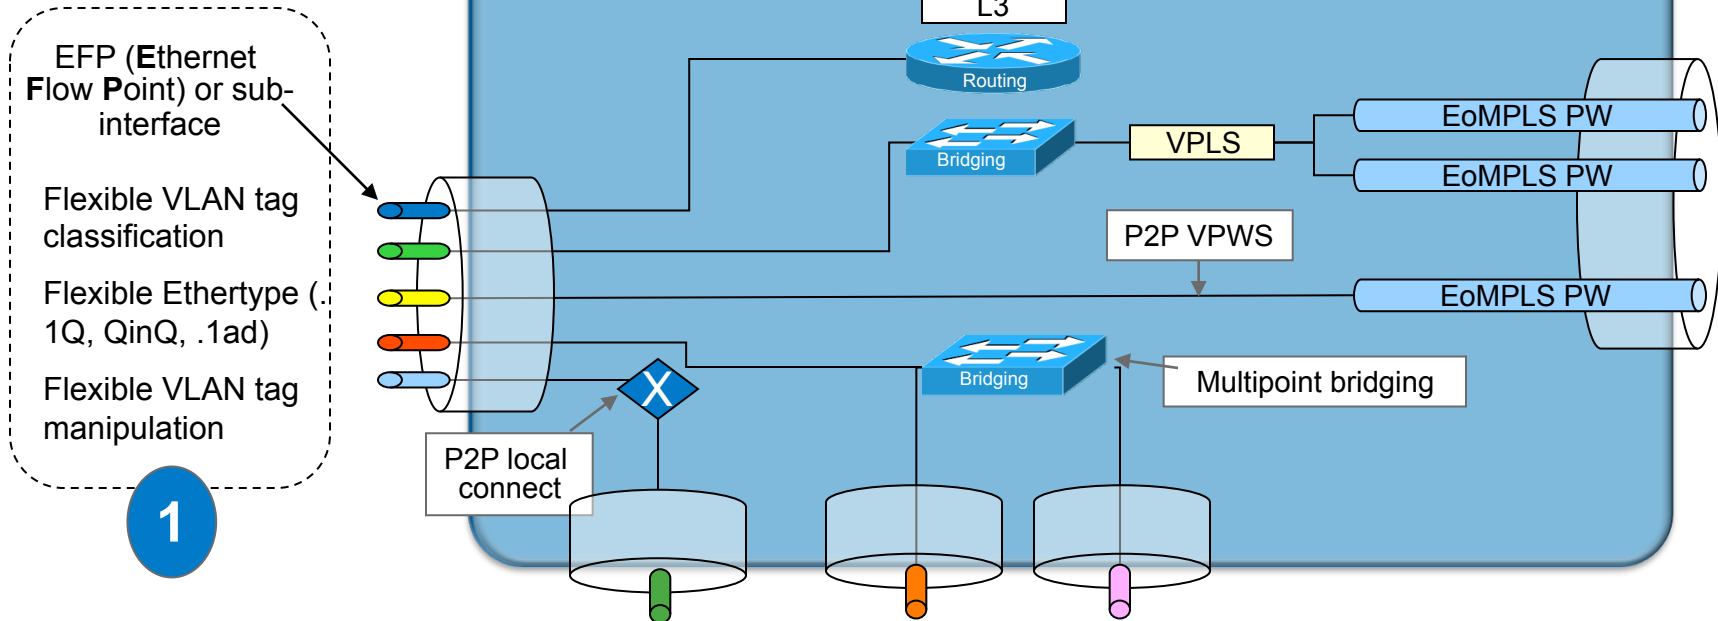 EFP (Ethernet
Flow Point) or sub-
interface
Flexible VLAN tag
classification
Flexible Ethertype (.
1Q, QinQ, .1ad)
Flexible VLAN tag
manipulation
1
L3
Routing
Bridging
VPLS
EoMPLS PW
EoMPLS PW
P2P VPWS
EoMPLS PW
Bridging
Multipoint bridging
X
P2P local
connect